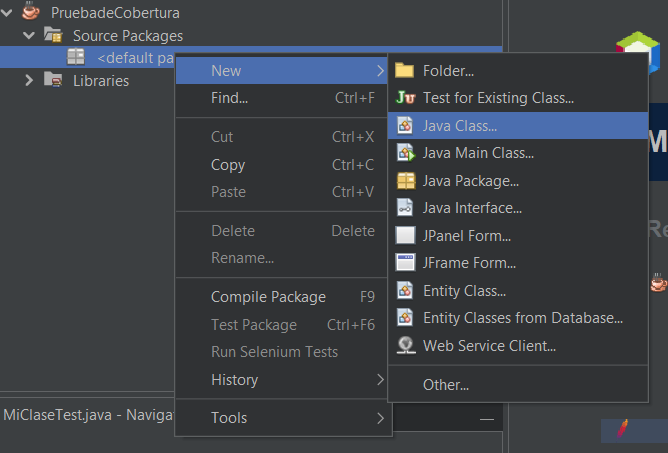 PruebadeCobertura
Source Packages
<default pa
Libraries
New
Find... Ctrl+F
Cut Ctrl+X
Copy Ctrl+C
Paste Ctrl+V
Delete Delete
Rename...
Compile Package F9
Test Package Ctrl+F6
Run Selenium Tests
History
Tools
Folder...
Test for Existing Class...
Java Class...
Java Main Class...
Java Package...
Java Interface...
JPanel Form...
JFrame Form...
Entity Class...
Entity Classes from Database...
Web Service Client...
Other...
M
Re
MiClaseTest.java - Navigat